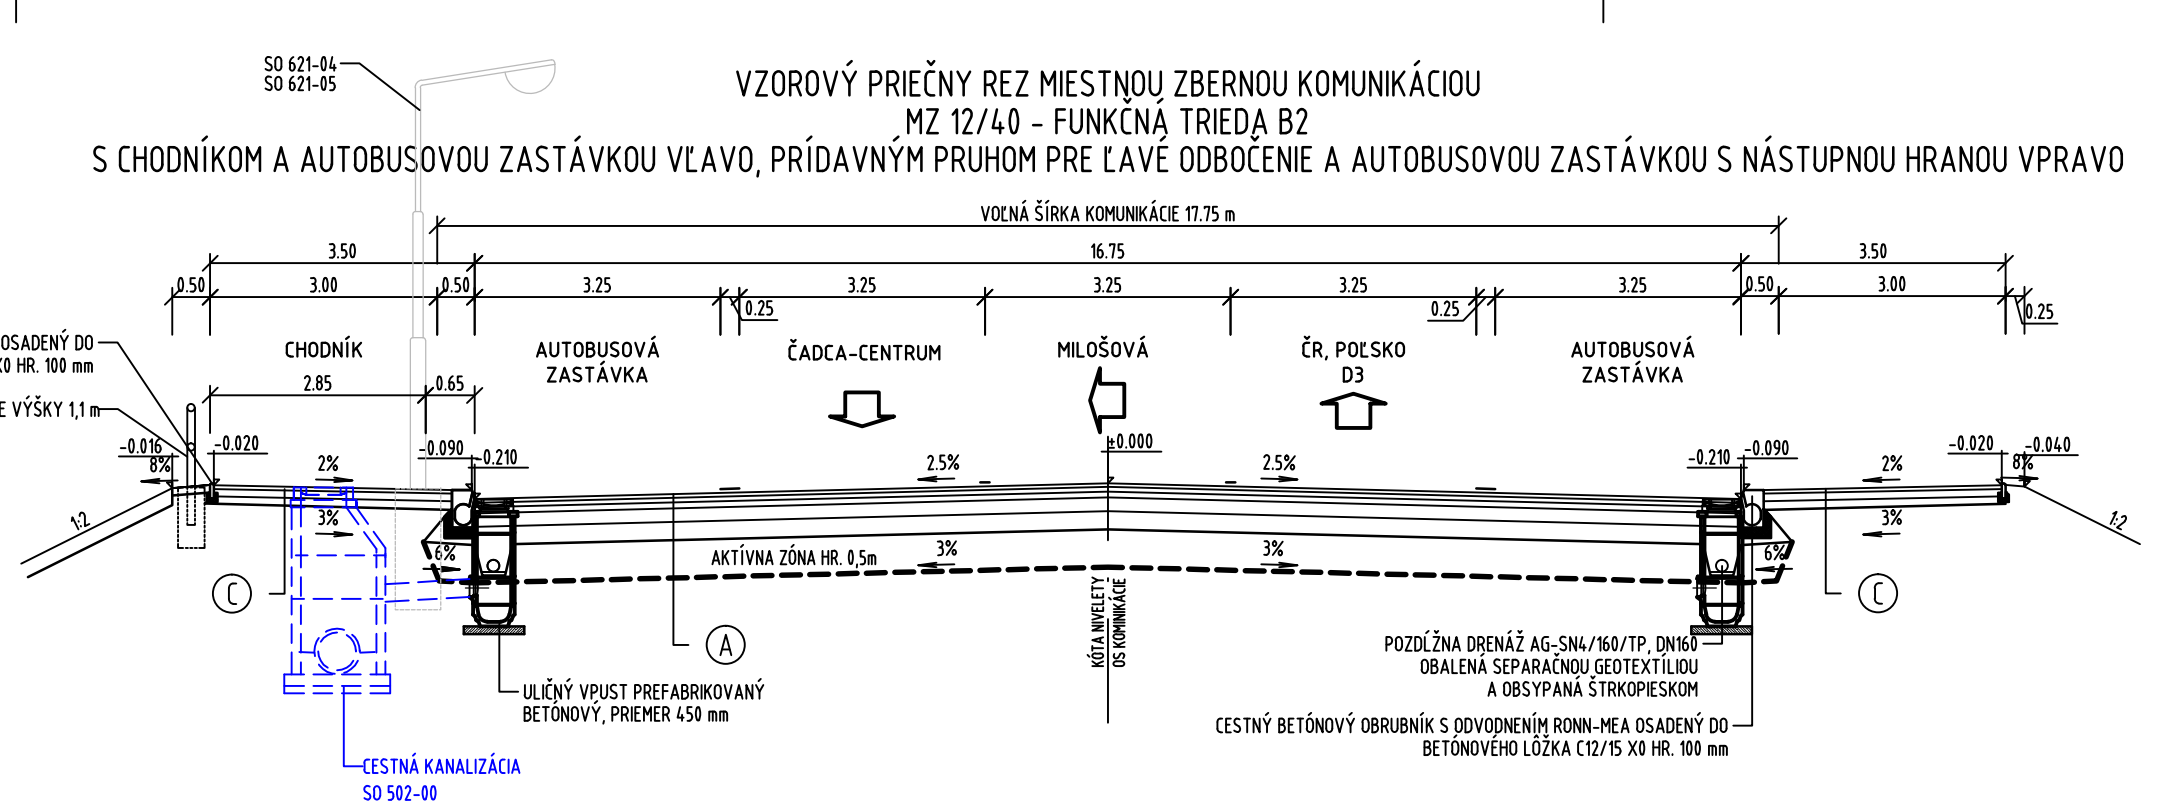 SO 621-04
SO 621-05
VZOROVÝ PRIEČNY REZ MIESTNOU ZBERNOU KOMUNIKÁCIOU
MZ 12/40 - FUNKČNÁ TRIEDA B2
S CHODNÍKOM A AUTOBUSOVOU ZASTÁVKOU VĽAVO, PRÍDAVNÝM PRUHOM PRE ĽAVÉ ODBOČENIE A AUTOBUSOVOU ZASTÁVKOU S NÁSTUPNOU HRANOU VPRAVO
VOĽNÁ ŠÍRKA KOMUNIKÁCIE 17.75 m
3.50 16.75 3.50
0.50 3.00 0.50 3.25 3.25 3.25 3.25 3.25 0.50 3.00
0.25 0.25 0.25
OSADENÝ DO
X0 HR. 100 mm
CHODNÍK
AUTOBUSOVÁ
ZASTÁVKA
ČADCA-CENTRUM
MILOŠOVÁ
ČR, POĽSKO
D3
AUTOBUSOVÁ
ZASTÁVKA
2.85 0.65
E VÝŠKY 1,1 m
-0.016 -0.020 -0.090 -0.210 ±0.000 -0.210 -0.090 -0.020 -0.040
8% 2% 2.5% 2.5% 2% 8%
1:2 3% 3% 1:2
6% AKTÍVNA ZÓNA HR. 0,5m 3% 3% 6%
C C
KÓTA NIVELETY
OS KOMINIKÁCIE
A
POZDĹŽNA DRENÁŽ AG-SN4/160/TP, DN160
OBALENÁ SEPARAČNOU GEOTEXTÍLIOU
A OBSYPANÁ ŠTRKOPIESKOM
ULIČNÝ VPUST PREFABRIKOVANÝ
BETÓNOVÝ, PRIEMER 450 mm
CESTNÝ BETÓNOVÝ OBRUBNÍK S ODVODNENÍM RONN-MEA OSADENÝ DO
BETÓNOVÉHO LÔŽKA C12/15 X0 HR. 100 mm
CESTNÁ KANALIZÁCIA
SO 502-00